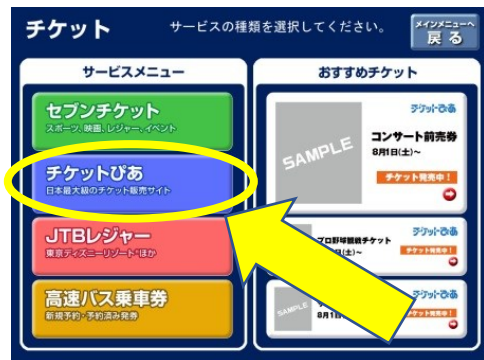 チケット
サービスの種類を選択してください。
メインメニューへ
戻る
サービスメニュー
セブンチケット
スポーツ、映画、レジャー、イベント
チケットぴあ
日本最大級のチケット販売サイト
JTBレジャー
東京ディズニーリゾート®ほか
高速バス乗車券
新規予約・予約済み発券
おすすめチケット
チケットぴあ
SAMPLE
コンサート前売券
8月1日(土)~
チケット発売中!
チケットぴあ
プロ野球観戦チケット
(土)~
チケット発売中!
チケットぴあ
SAMPLE
8月1
チケット発売中!